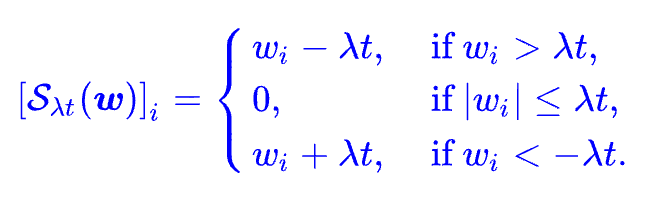 w_i − λt, if w_i > λt,
[𝒮_{λt}(𝒘)]_i = { 0, if |w_i| ≤ λt,
w_i + λt, if w_i < −λt.